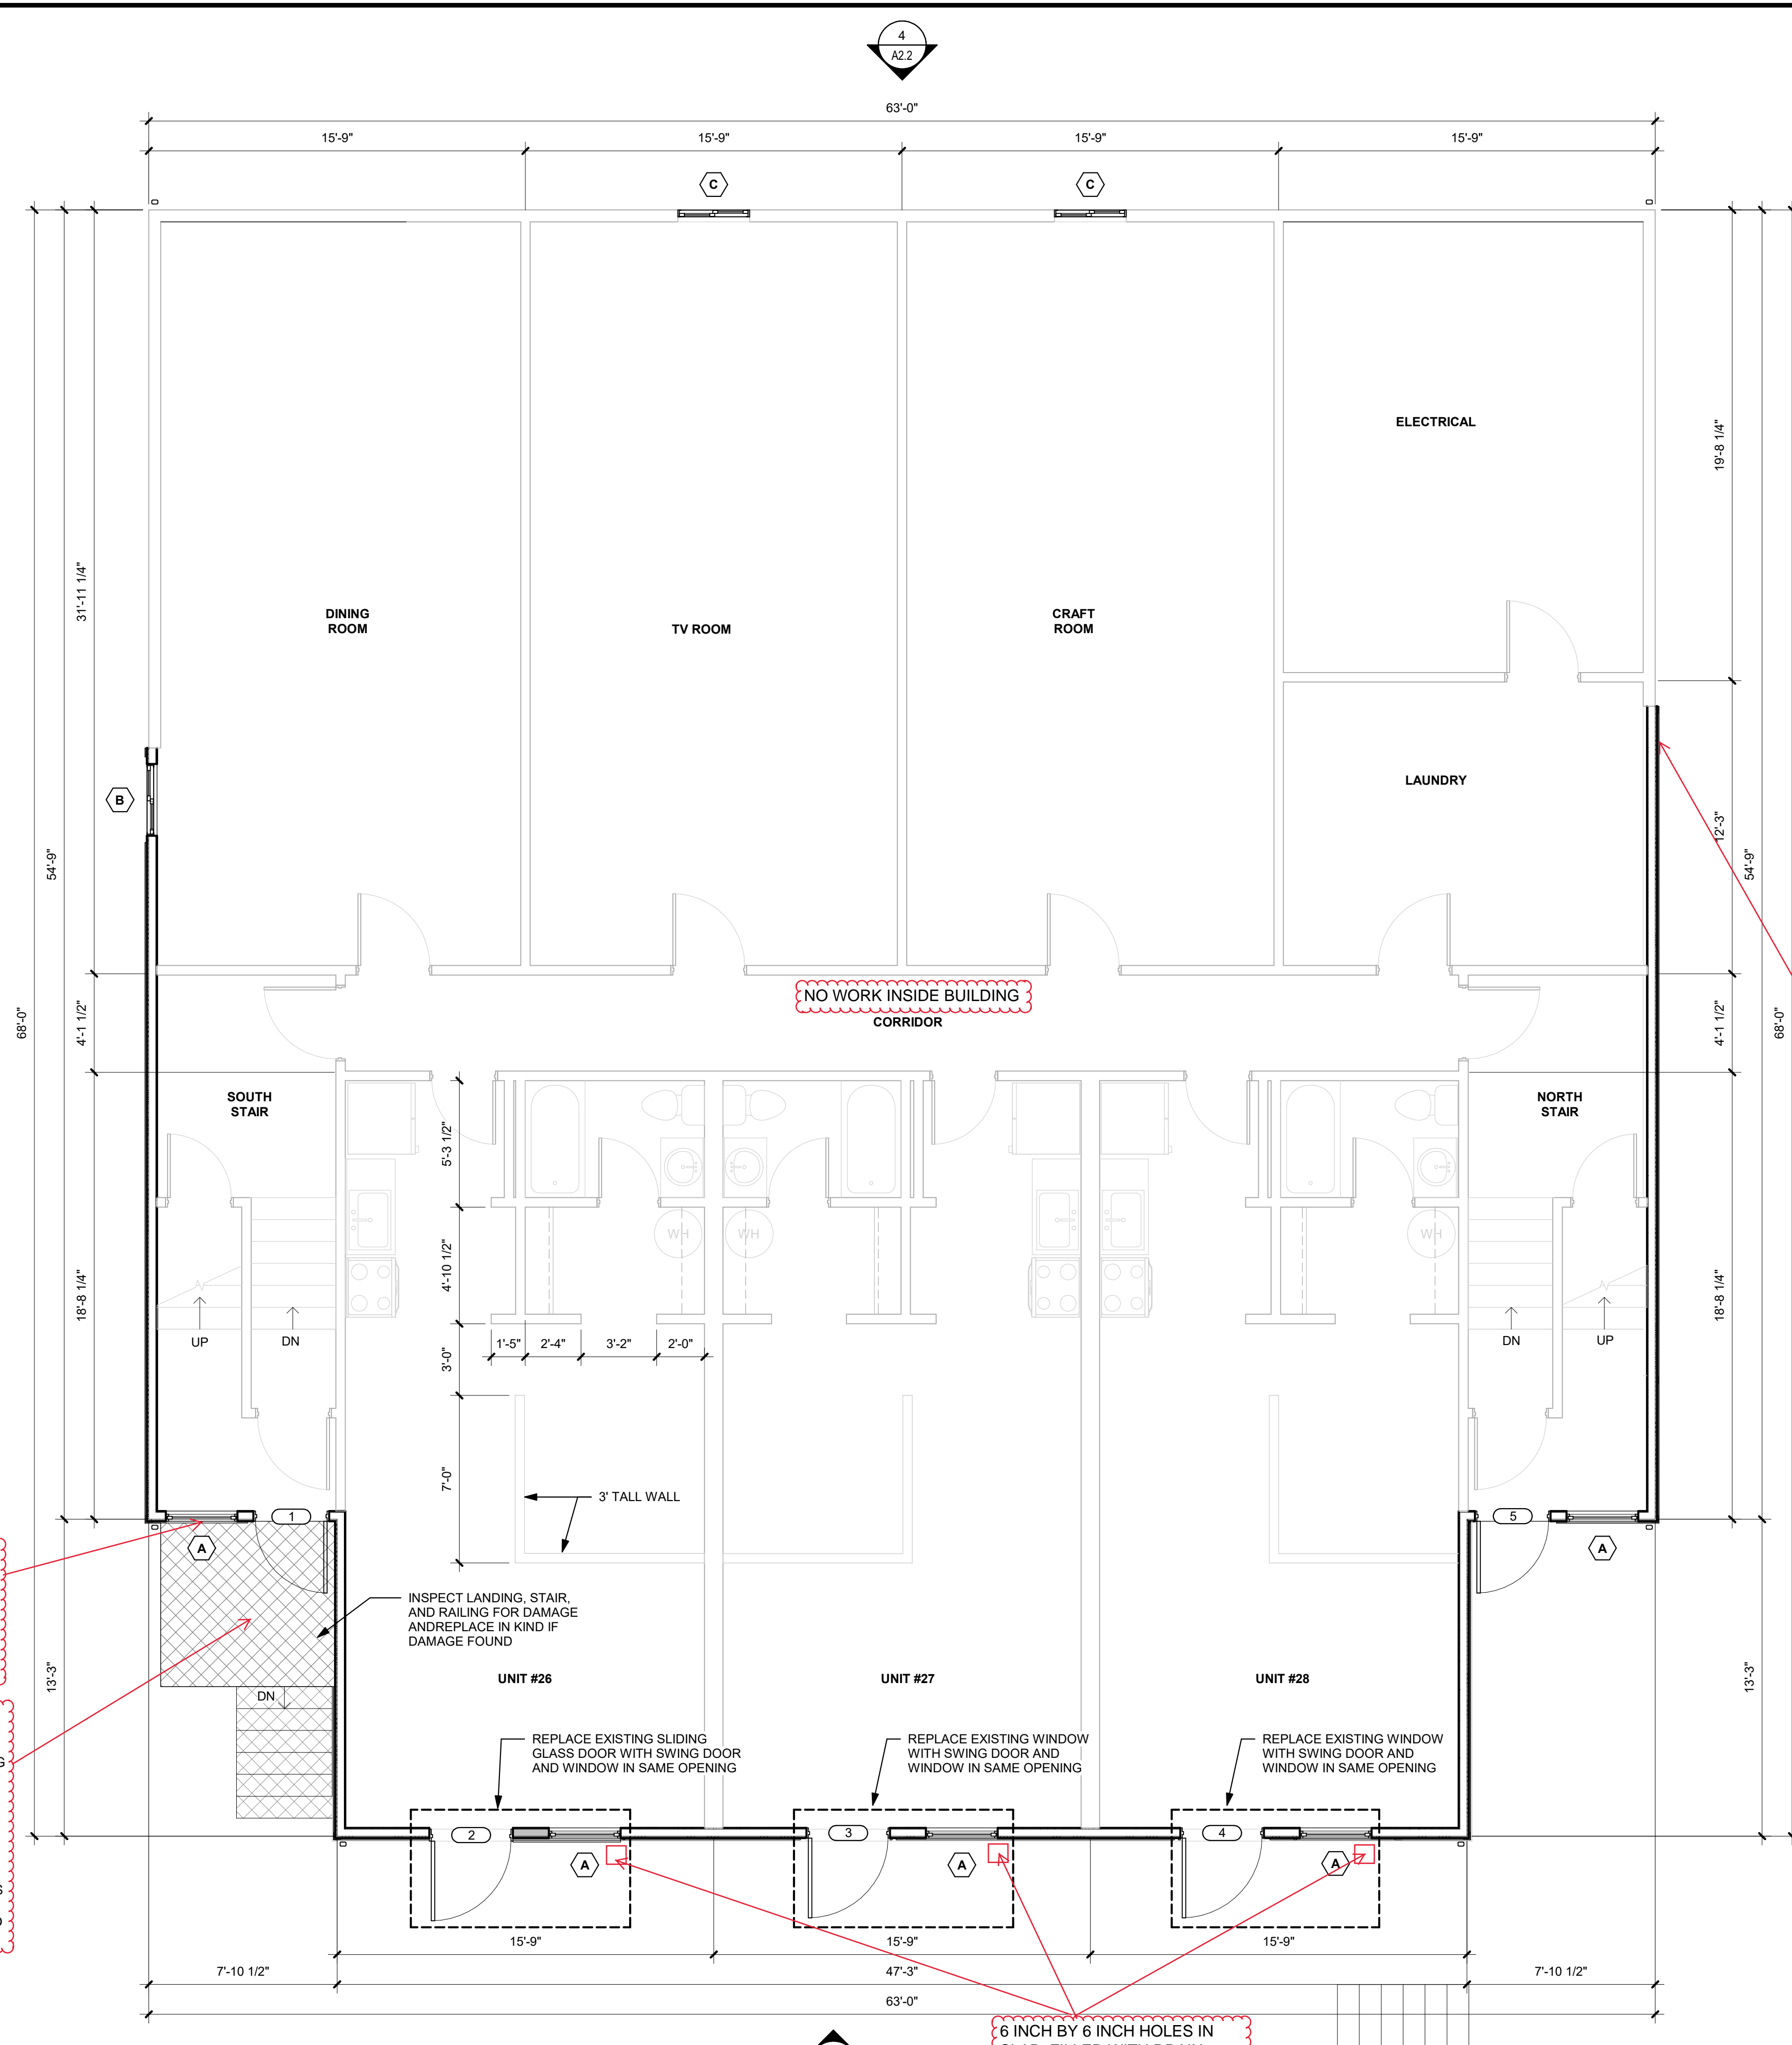 4
A2.2
63'-0"
15'-9"
15'-9"
15'-9"
15'-9"
C
C
ELECTRICAL
19'-8 1/4"
31'-11 1/4"
DINING
ROOM
TV ROOM
CRAFT
ROOM
B
LAUNDRY
12'-3"
54'-9"
54'-9"
NO WORK INSIDE BUILDING
CORRIDOR
68'-0"
4'-1 1/2"
4'-1 1/2"
68'-0"
SOUTH
STAIR
NORTH
STAIR
5'-3 1/2"
WH
WH
WH
4'-10 1/2"
18'-8 1/4"
18'-8 1/4"
UP
DN
DN
UP
1'-5"
2'-4"
3'-2"
2'-0"
3'-0"
7'-0"
3' TALL WALL
1
5
A
A
INSPECT LANDING, STAIR,
AND RAILING FOR DAMAGE
ANDREPLACE IN KIND IF
DAMAGE FOUND
13'-3"
13'-3"
UNIT #26
UNIT #27
UNIT #28
DN
REPLACE EXISTING SLIDING
GLASS DOOR WITH SWING DOOR
AND WINDOW IN SAME OPENING
REPLACE EXISTING WINDOW
WITH SWING DOOR AND
WINDOW IN SAME OPENING
REPLACE EXISTING WINDOW
WITH SWING DOOR AND
WINDOW IN SAME OPENING
G
2
3
4
A
A
A
S
15'-9"
15'-9"
15'-9"
7'-10 1/2"
47'-3"
7'-10 1/2"
63'-0"
6 INCH BY 6 INCH HOLES IN